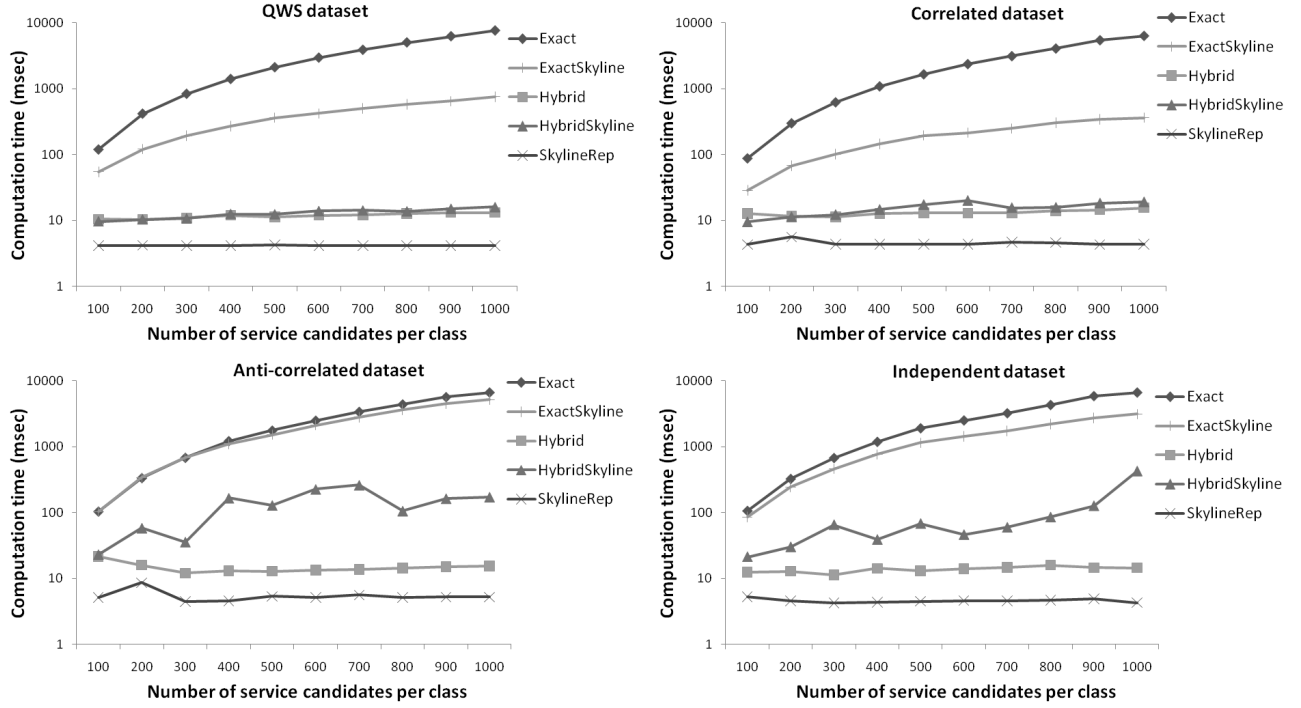 QWS dataset
Computation time (msec)
10000
1000
100
10
1
100 200 300 400 500 600 700 800 900 1000
Number of service candidates per class
Exact
ExactSkyline
Hybrid
HybridSkyline
SkylineRep
Correlated dataset
Computation time (msec)
10000
1000
100
10
1
100 200 300 400 500 600 700 800 900 1000
Number of service candidates per class
Exact
ExactSkyline
Hybrid
HybridSkyline
SkylineRep
Anti-correlated dataset
Computation time (msec)
10000
1000
100
10
1
100 200 300 400 500 600 700 800 900 1000
Number of service candidates per class
Exact
ExactSkyline
Hybrid
HybridSkyline
SkylineRep
Independent dataset
Computation time (msec)
10000
1000
100
10
1
100 200 300 400 500 600 700 800 900 1000
Number of service candidates per class
Exact
ExactSkyline
Hybrid
HybridSkyline
SkylineRep